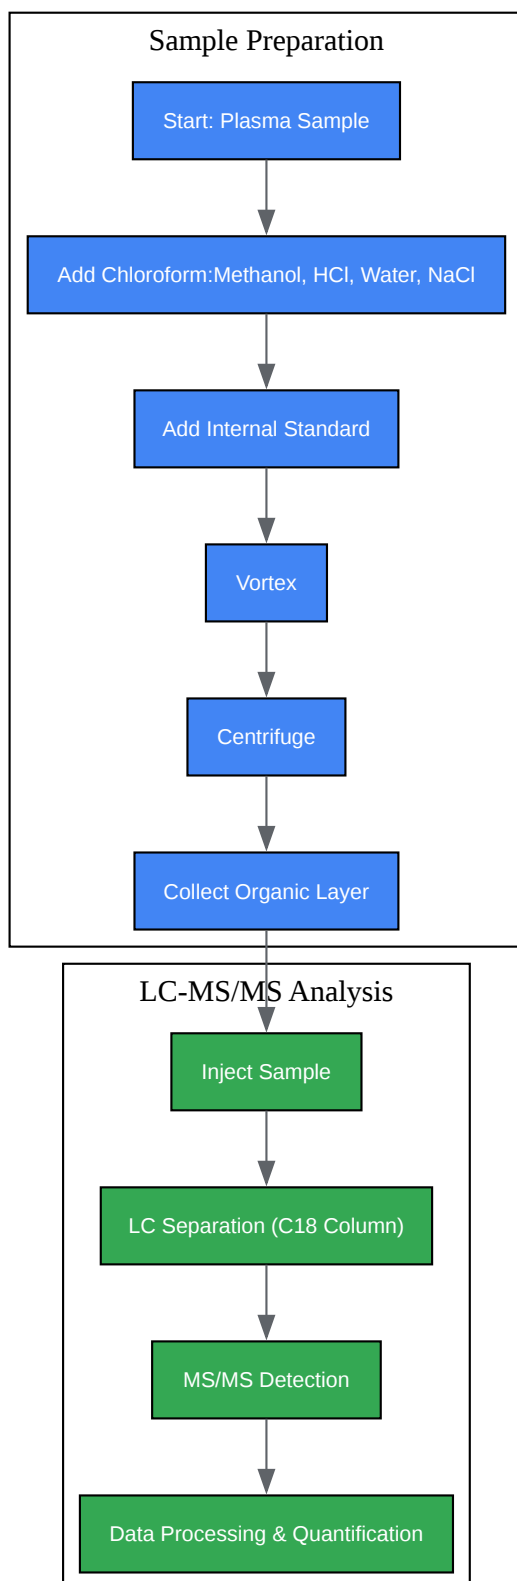 Sample Preparation
Start: Plasma Sample
Add Chloroform:Methanol, HCl, Water, NaCl
Add Internal Standard
Vortex
Centrifuge
Collect Organic Layer
LC-MS/MS Analysis
Inject Sample
LC Separation (C18 Column)
MS/MS Detection
Data Processing & Quantification